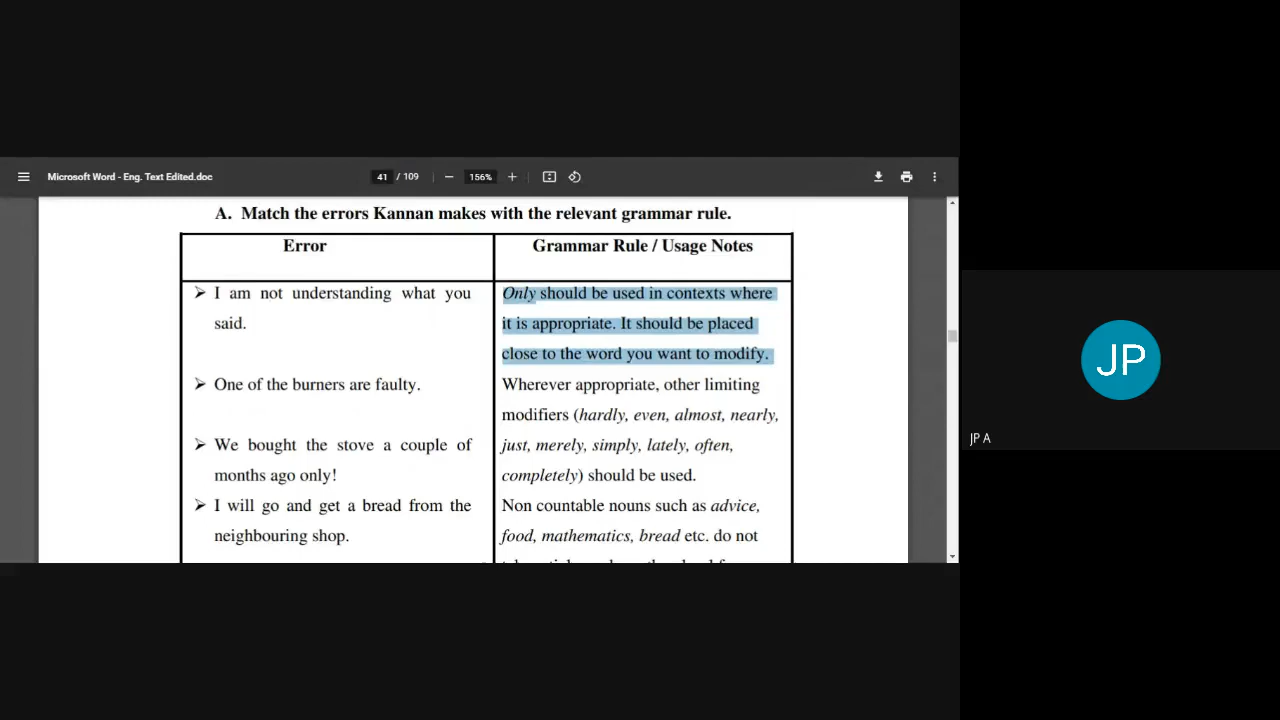 Microsoft Word - Eng. Text Edited.doc
41 / 109
156%
A. Match the errors Kannan makes with the relevant grammar rule.
Error
Grammar Rule / Usage Notes
➢ I am not understanding what you
said.
➢ One of the burners are faulty.
➢ We bought the stove a couple of
months ago only!
➢ I will go and get a bread from the
neighbouring shop.
Only should be used in contexts where
it is appropriate. It should be placed
close to the word you want to modify.
Wherever appropriate, other limiting
modifiers (hardly, even, almost, nearly,
just, merely, simply, lately, often,
completely) should be used.
Non countable nouns such as advice,
food, mathematics, bread etc. do not
JP
JP A